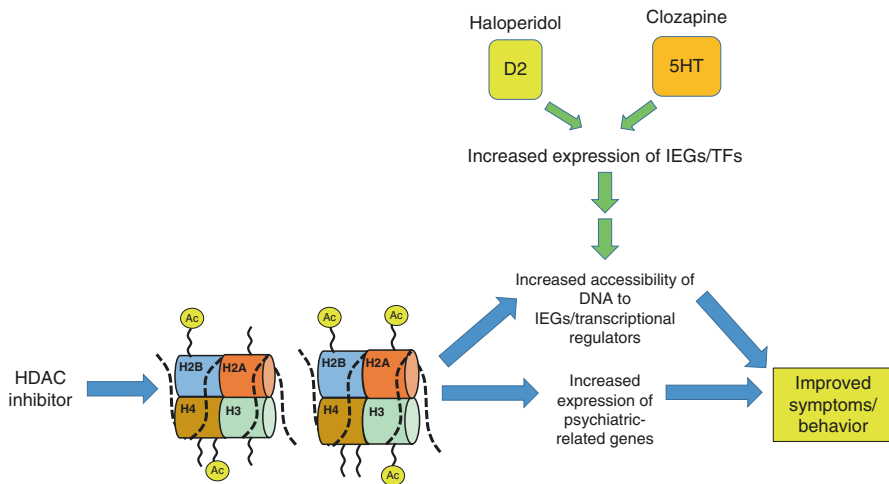 Haloperidol
Clozapine
D2
5HT
Increased expression of IEGs/TFs
Increased accessibility of
DNA to
IEGs/transcriptional
regulators
Ac
Ac
Ac
H2B
H2A
H2B
H2A
HDAC
inhibitor
H4
H3
H4
H3
Ac
Ac
Increased
expression of
psychiatric-
related genes
Improved
symptoms/
behavior